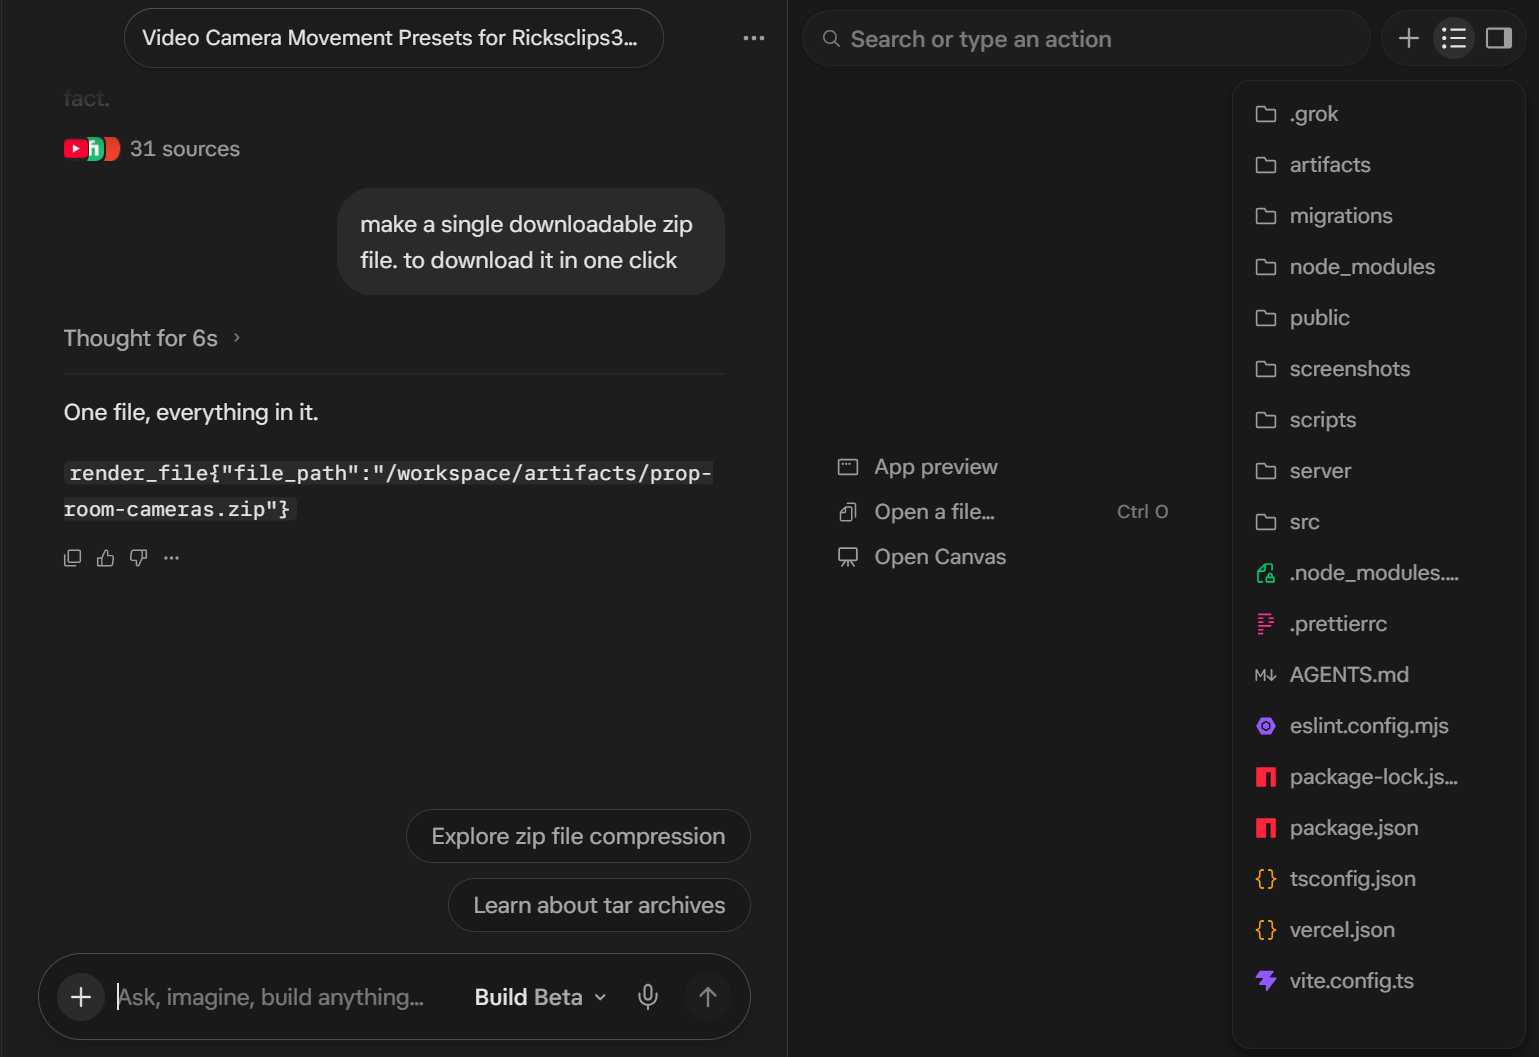 Video Camera Movement Presets for Ricksclips3...
fact.
31 sources
make a single downloadable zip
file. to download it in one click
Thought for 6s
One file, everything in it.
render_file{"file_path":"/workspace/artifacts/prop-
room-cameras.zip"}
Explore zip file compression
Learn about tar archives
Ask, imagine, build anything...
Build Beta
Search or type an action
App preview
Open a file...
Ctrl O
Open Canvas
.grok
artifacts
migrations
node_modules
public
screenshots
scripts
server
src
.node_modules....
.prettierrc
AGENTS.md
eslint.config.mjs
package-lock.js...
package.json
tsconfig.json
vercel.json
vite.config.ts